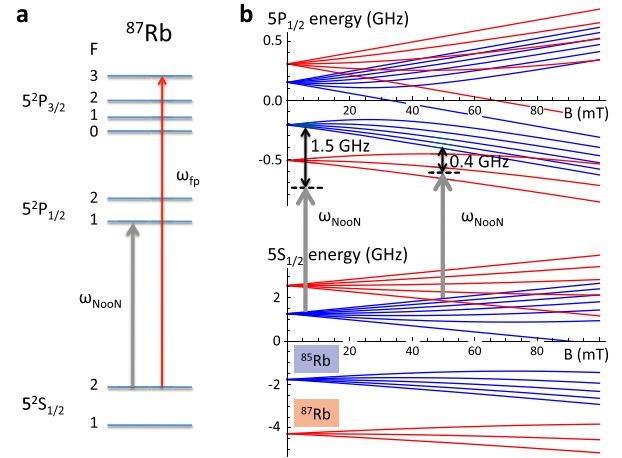 a
87Rb
F
3
2
1
0
5²P3/2
ωfp
2
1
5²P1/2
ωNooN
2
1
5²S1/2
b
5P1/2 energy (GHz)
0.5
0.0
20 40 60 80 B (mT)
1.5 GHz
0.4 GHz
-0.5
ωNooN
ωNooN
5S1/2 energy (GHz)
2
0
20 40 60 80 B (mT)
85Rb
-2
87Rb
-4